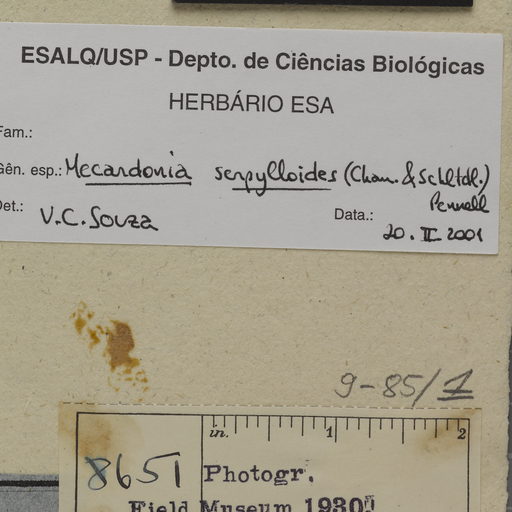 ESALQ/USP - Depto. de Ciências Biológicas
HERBÁRIO ESA
Fam.:
Gên. esp.: Mecardonia serpylloides (Cham. & Schltdl.)
Pennell
Det.: V.C. Souza
Data.: 20. II 2001
9-85/1
in. 1 2
8651 Photogr.
Field Museum 1930